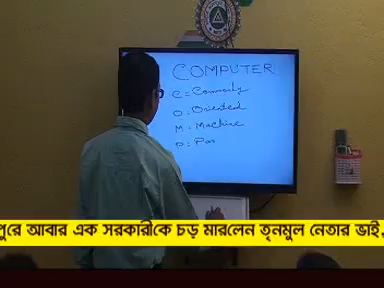 COMPUTER
C = Commonly
O = Oriented
M = Machine
P = Par
পুরে আবার এক সরকারীকে চড় মারলেন তৃনমুল নেতার ভাই,